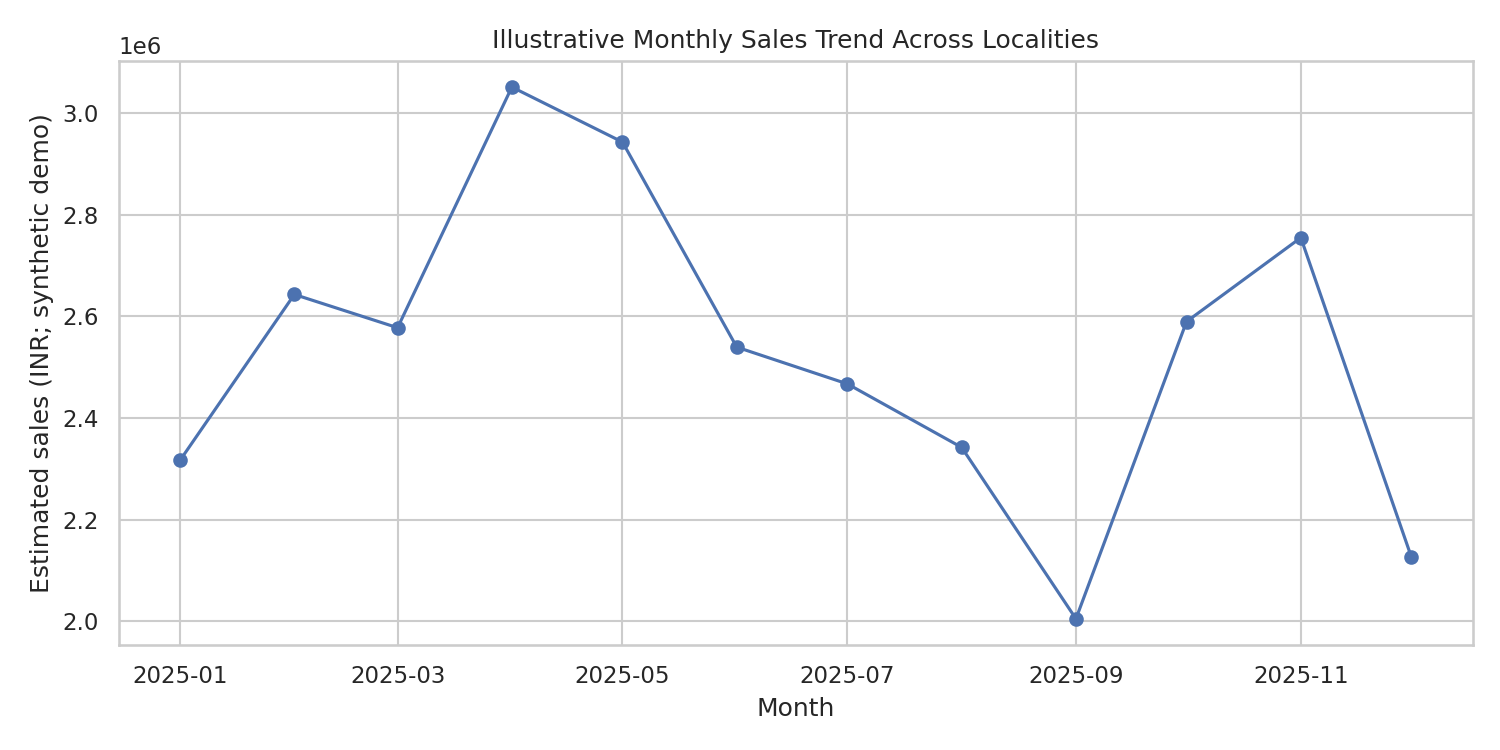 Illustrative Monthly Sales Trend Across Localities
1e6
Estimated sales (INR; synthetic demo)
3.0
2.8
2.6
2.4
2.2
2.0
2025-01 2025-03 2025-05 2025-07 2025-09 2025-11
Month